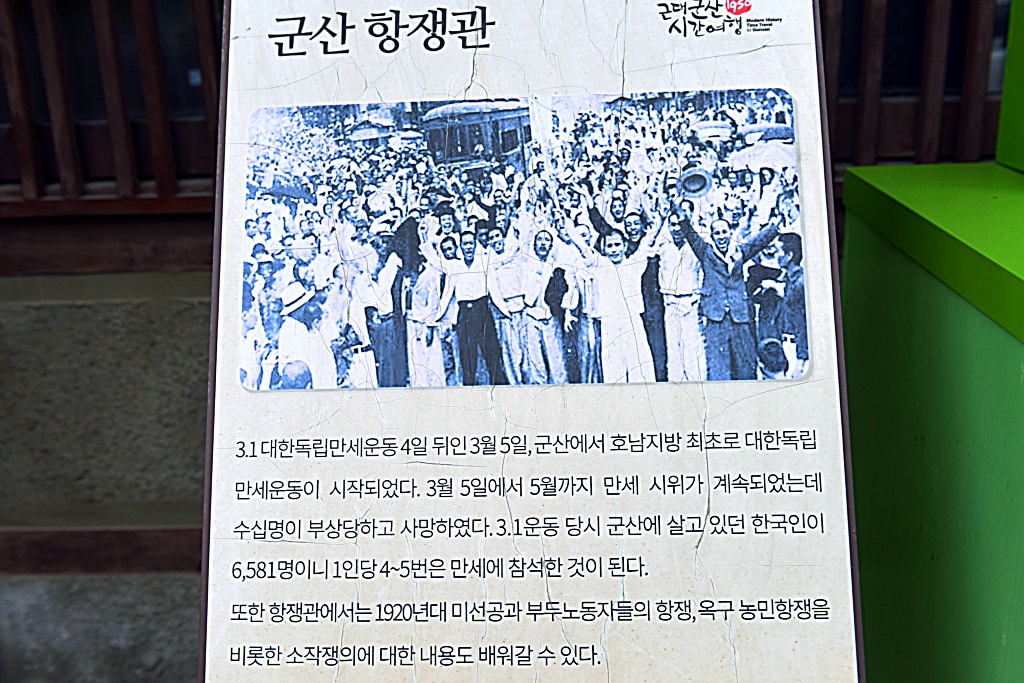 군산 항쟁관
근대군산 1930
시간여행
Modern History
Time Travel
to Gunsan
3.1 대한독립만세운동 4일 뒤인 3월 5일, 군산에서 호남지방 최초로 대한독립
만세운동이 시작되었다. 3월 5일에서 5월까지 만세 시위가 계속되었는데
수십명이 부상당하고 사망하였다. 3.1운동 당시 군산에 살고 있던 한국인이
6,581명이니 1인당 4~5번은 만세에 참석한 것이 된다.
또한 항쟁관에서는 1920년대 미선공과 부두노동자들의 항쟁, 옥구 농민항쟁을
비롯한 소작쟁의에 대한 내용도 배워갈 수 있다.